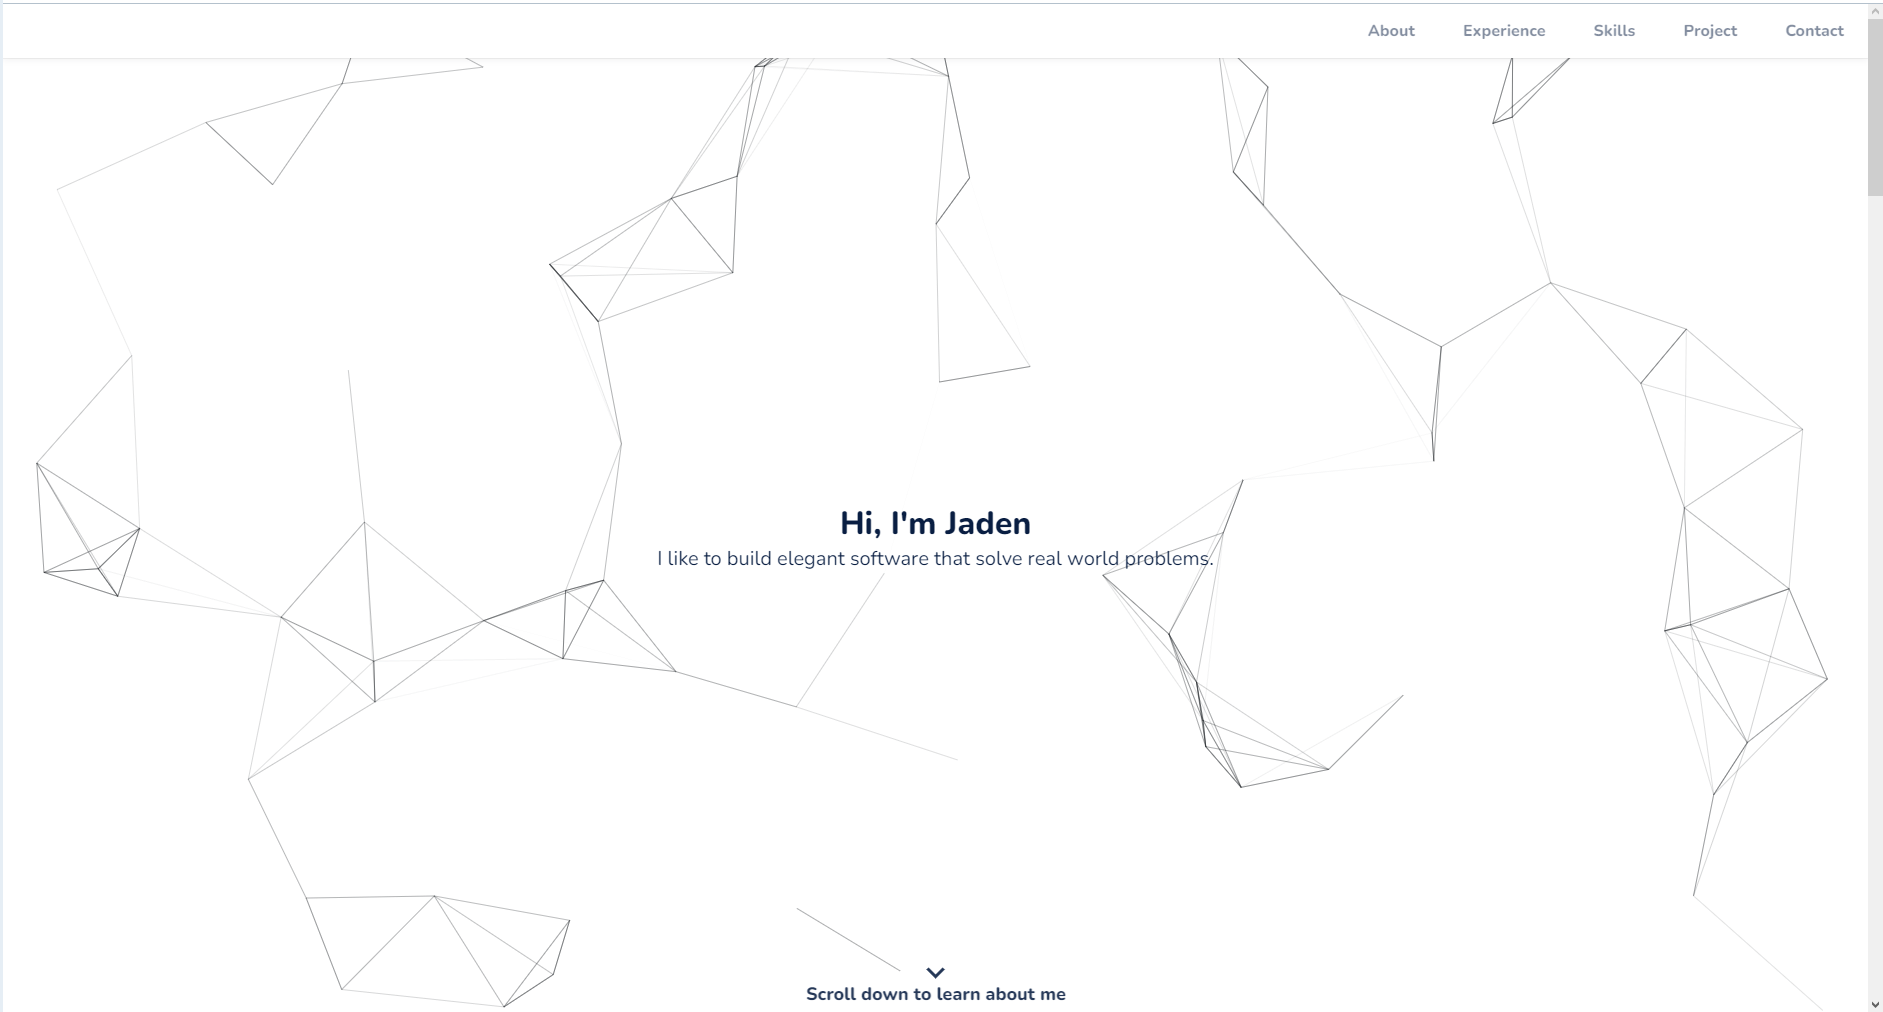 About Experience Skills Project Contact
Hi, I'm Jaden
I like to build elegant software that solve real world problems.
Scroll down to learn about me